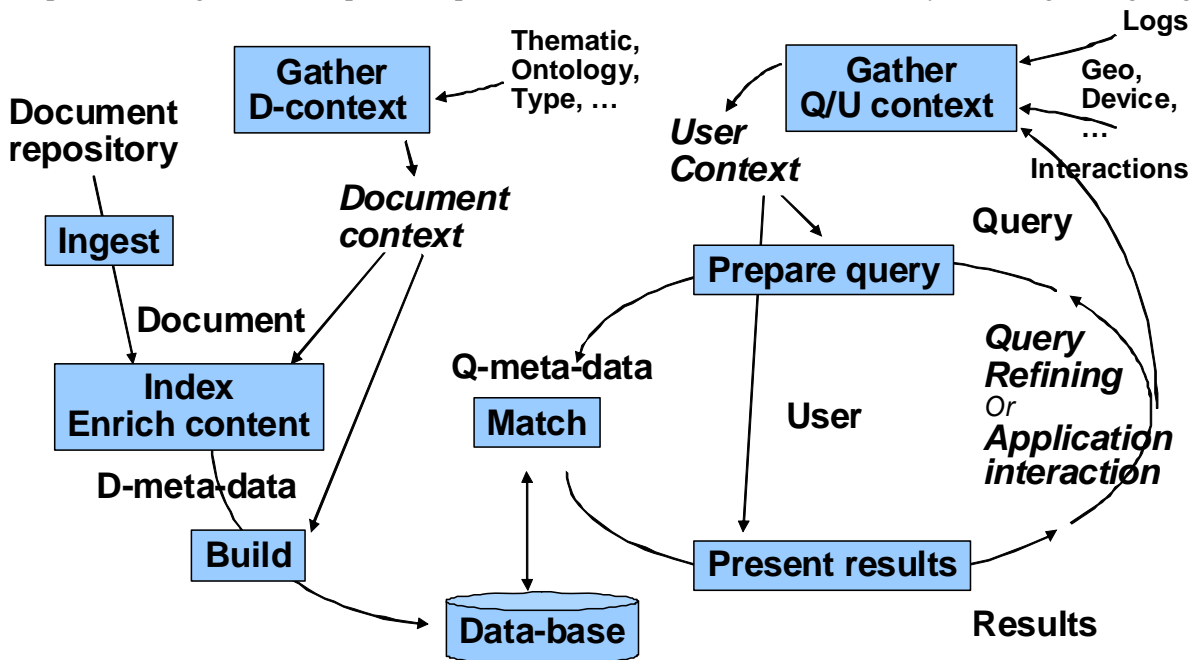 Logs
Thematic,
Ontology,
Type, …
Gather
D-context
Gather
Q/U context
Geo,
Device,
…
Interactions
Document
repository
User
Context
Document
context
Query
Ingest
Prepare query
Document
Query
Refining
Or
Application
interaction
Q-meta-data
Index
Enrich content
Match
User
D-meta-data
Build
Present results
Data-base
Results